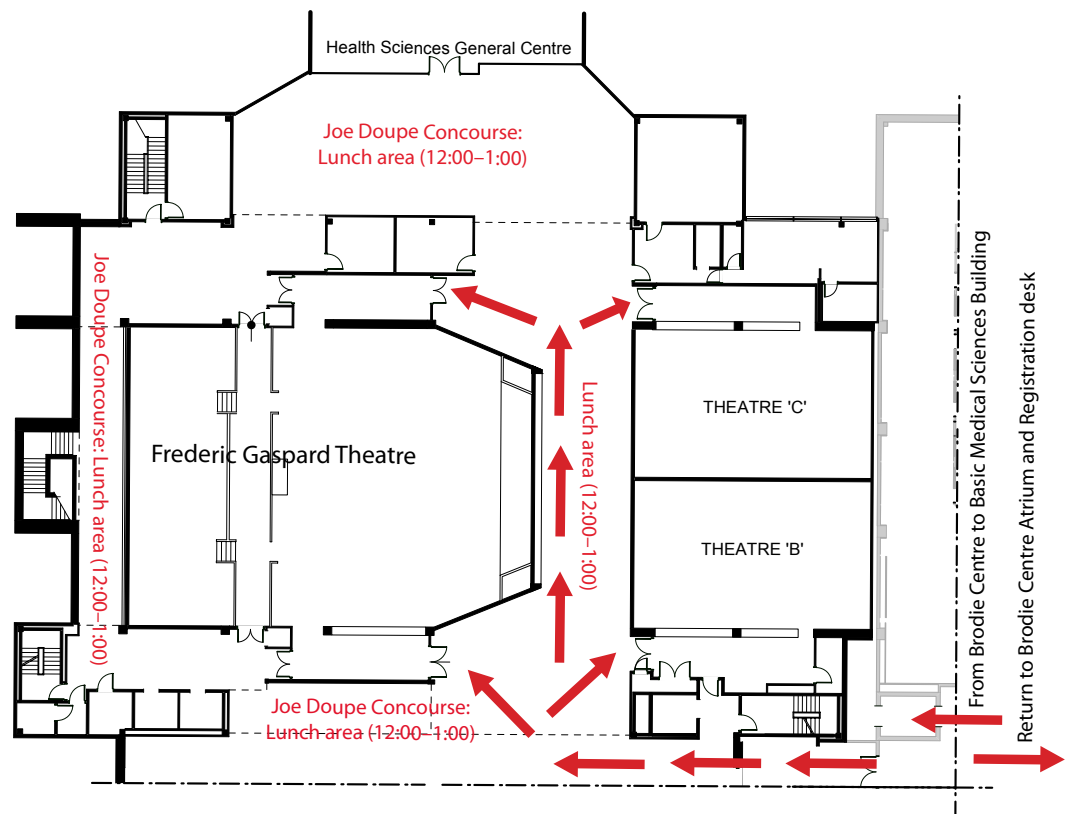 Health Sciences General Centre
Joe Doupe Concourse:
Lunch area (12:00–1:00)
Joe Doupe Concourse: Lunch area (12:00–1:00)
Frederic Gaspard Theatre
Lunch area (12:00–1:00)
THEATRE 'C'
THEATRE 'B'
From Brodie Centre to Basic Medical Sciences Building
Return to Brodie Centre Atrium and Registration desk
Joe Doupe Concourse:
Lunch area (12:00–1:00)